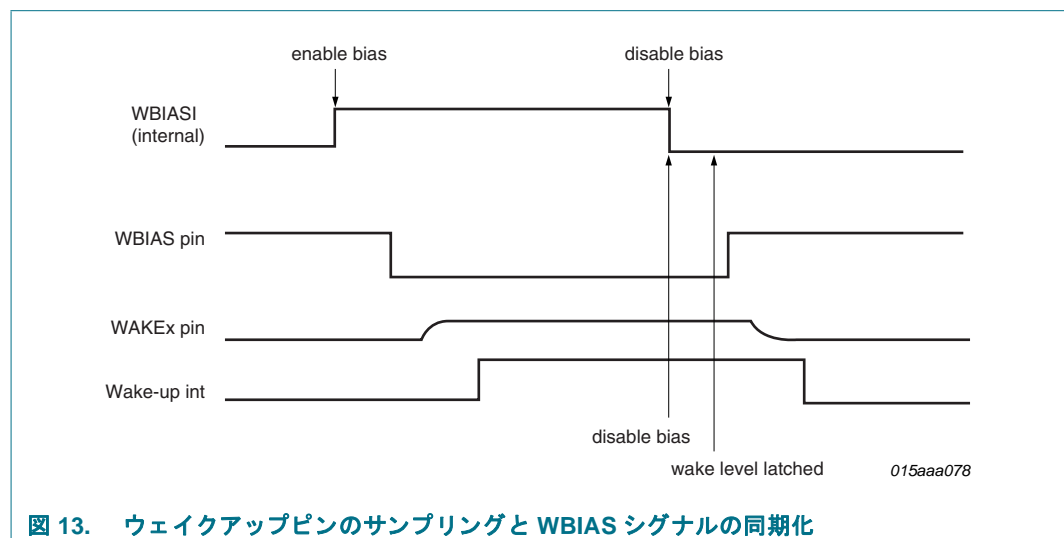 enable bias
disable bias
WBIASI
(internal)
WBIAS pin
WAKEx pin
Wake-up int
disable bias
wake level latched
015aaa078
図 13. ウェイクアップピンのサンプリングと WBIAS シグナルの同期化